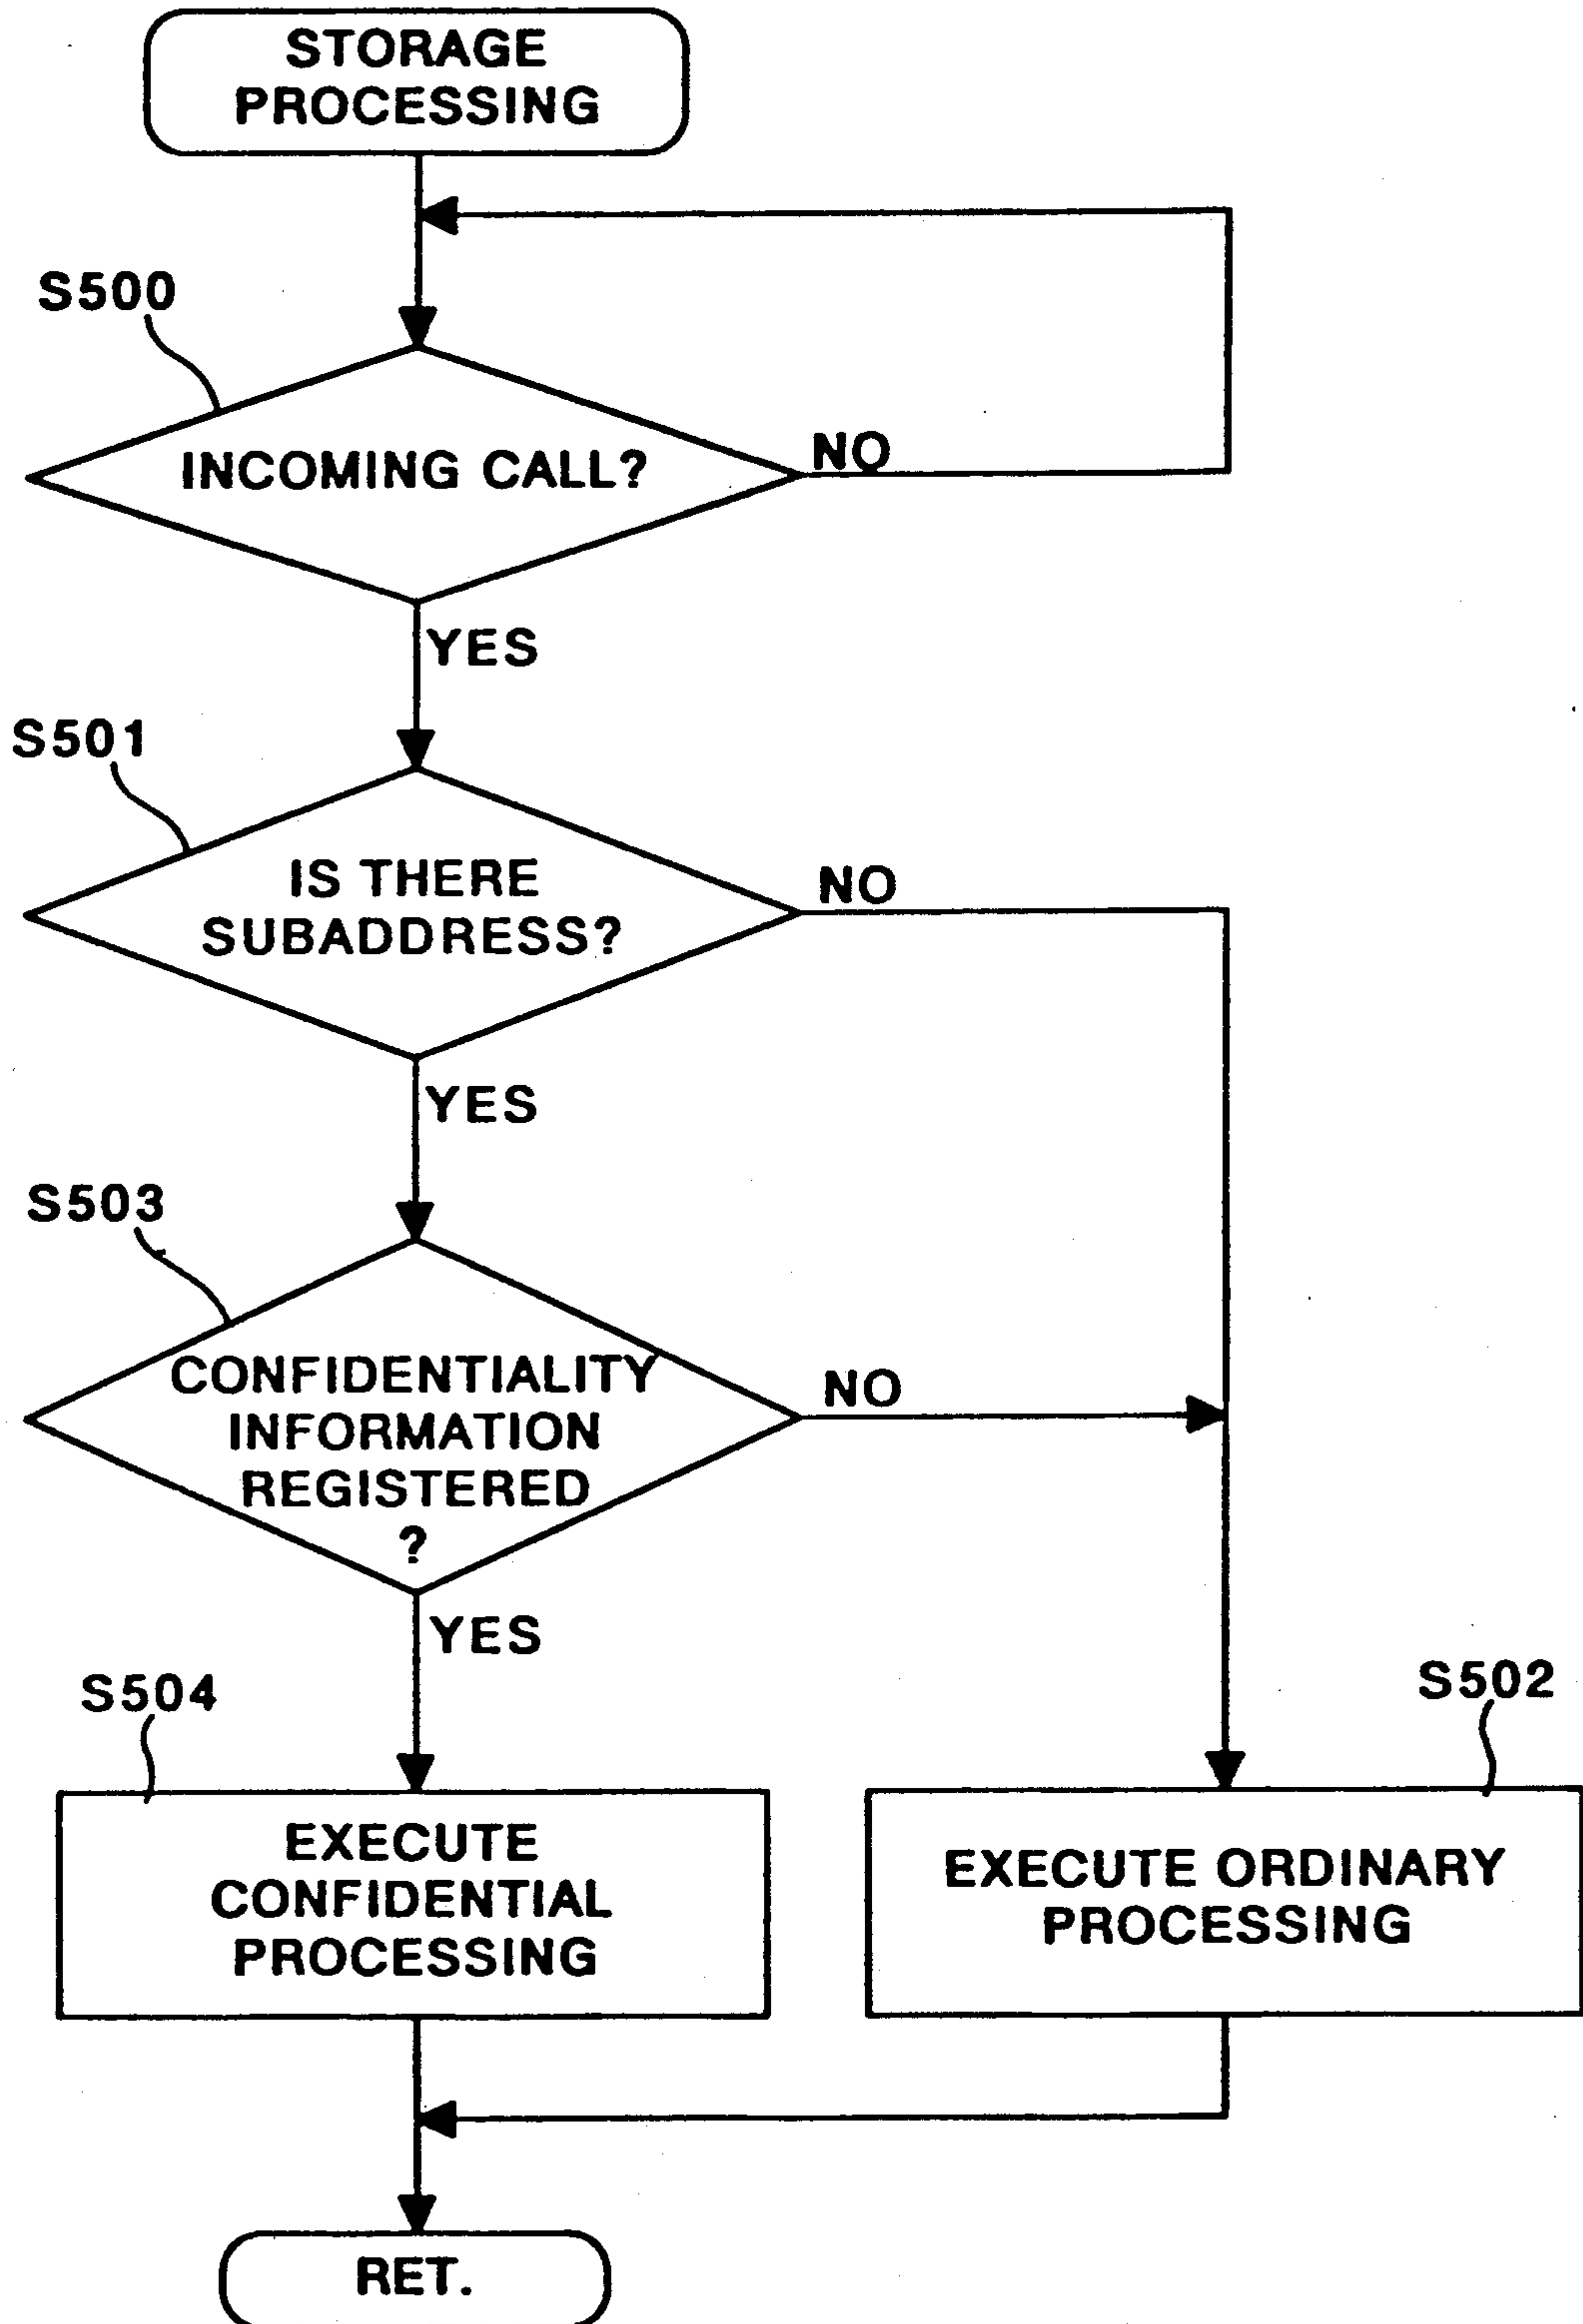 STORAGE
PROCESSING
S500
INCOMING CALL?
NO
YES
S501
IS THERE
SUBADDRESS?
NO
YES
S503
CONFIDENTIALITY
INFORMATION
REGISTERED
?
NO
YES
S504
S502
EXECUTE
CONFIDENTIAL
PROCESSING
EXECUTE ORDINARY
PROCESSING
RET.